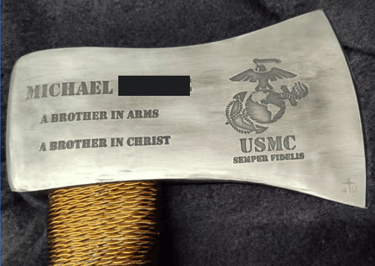 MICHAEL
A BROTHER IN ARMS
A BROTHER IN CHRIST
USMC
SEMPER FIDELIS